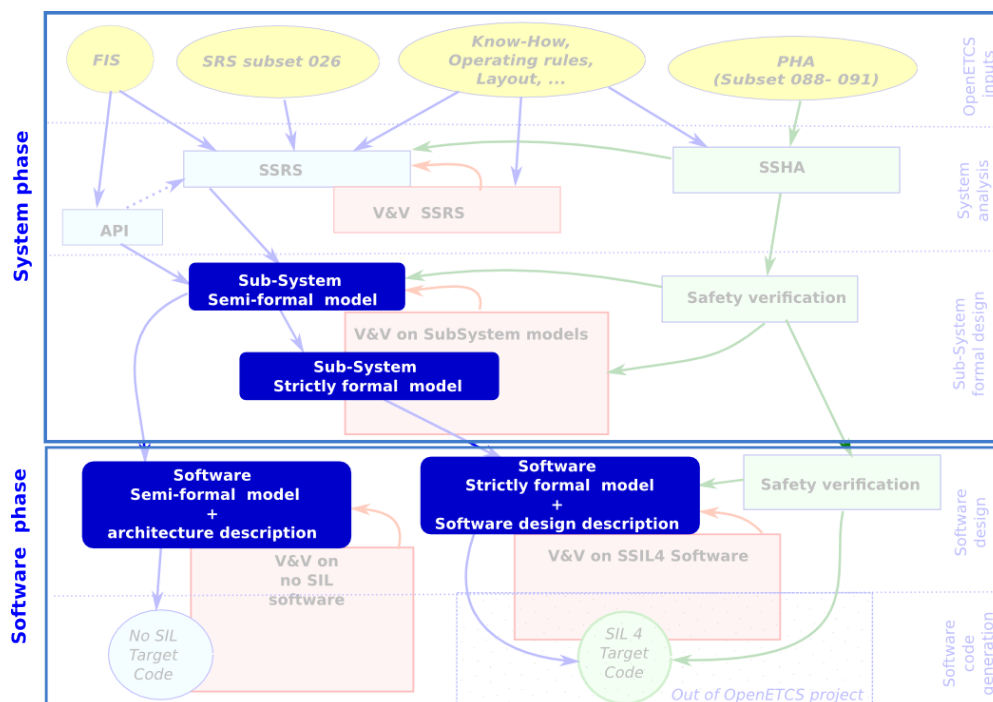 FIS
SRS subset 026
Know-How,
Operating rules,
Layout, ...
PHA
(Subset 088- 091)
OpenETCS
inputs
System phase
SSRS
SSHA
V&V SSRS
API
System
analysis
Sub-System
Semi-formal model
Safety verification
V&V on SubSystem models
Sub-System
Strictly formal model
Sub-System
formal design
Software phase
Software
Semi-formal model
+
architecture description
Software
Strictly formal model
+
Software design description
Safety verification
Software
design
V&V on
no SIL
software
V&V on SSIL4 Software
No SIL
Target
Code
SIL 4
Target
Code
Out of OpenETCS project
Software
code
generation